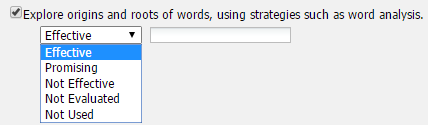 Explore origins and roots of words, using strategies such as word analysis.
Effective
Effective
Promising
Not Effective
Not Evaluated
Not Used